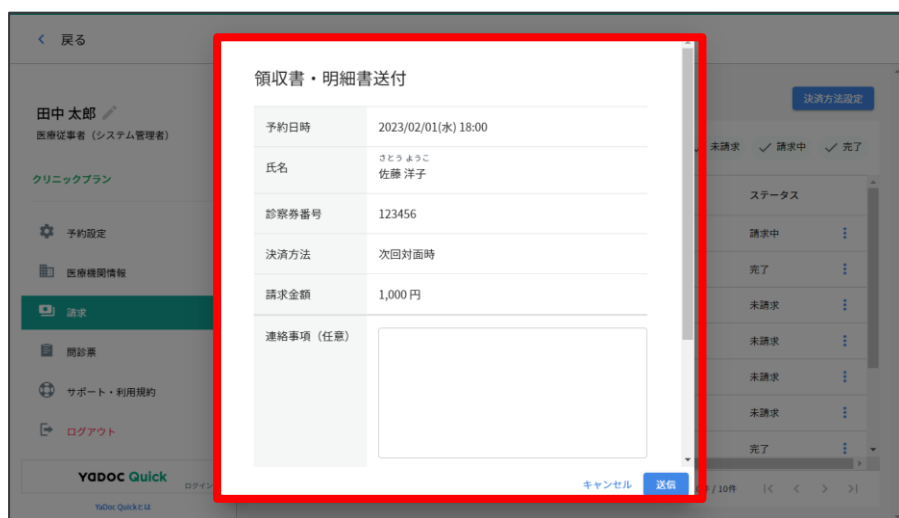 戻る
田中 太郎
医療従事者（システム管理者）
クリニックプラン
予約設定
医療機関情報
請求
問診票
サポート・利用規約
ログアウト
YaDOC Quick
ログイン
YaDoc Quickとは
領収書・明細書送付
予約日時 2023/02/01(水) 18:00
さとう ようこ
氏名 佐藤 洋子
診察券番号 123456
決済方法 次回対面時
請求金額 1,000 円
連絡事項（任意）
キャンセル 送信
決済方法設定
未請求 請求中 完了
ステータス
請求中
完了
未請求
未請求
未請求
未請求
完了
/ 10件